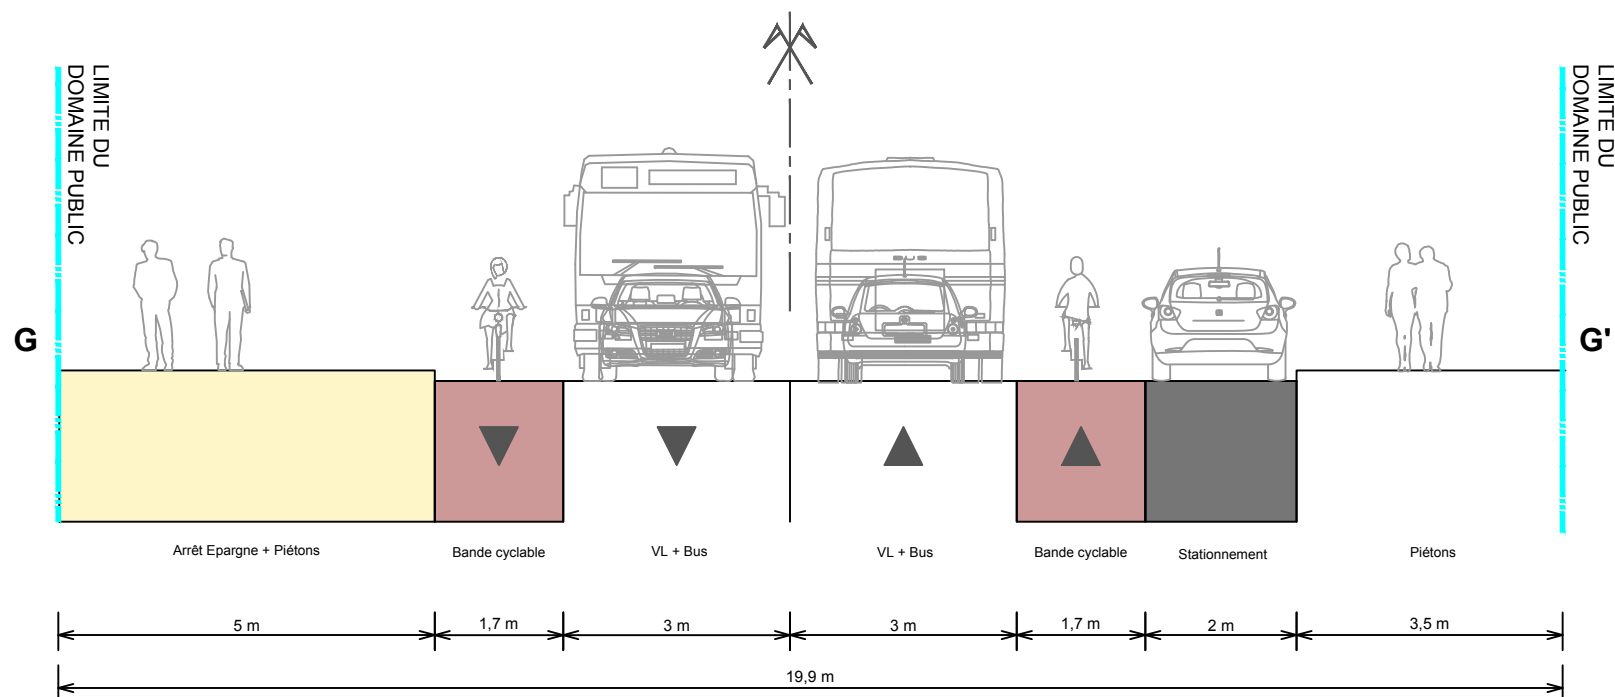 LIMITE DU
DOMAINE PUBLIC
LIMITE DU
DOMAINE PUBLIC
G
G'
Arrêt Epargne + Piétons
Bande cyclable
VL + Bus
VL + Bus
Bande cyclable
Stationnement
Piétons
5 m
1,7 m
3 m
3 m
1,7 m
2 m
3,5 m
19,9 m